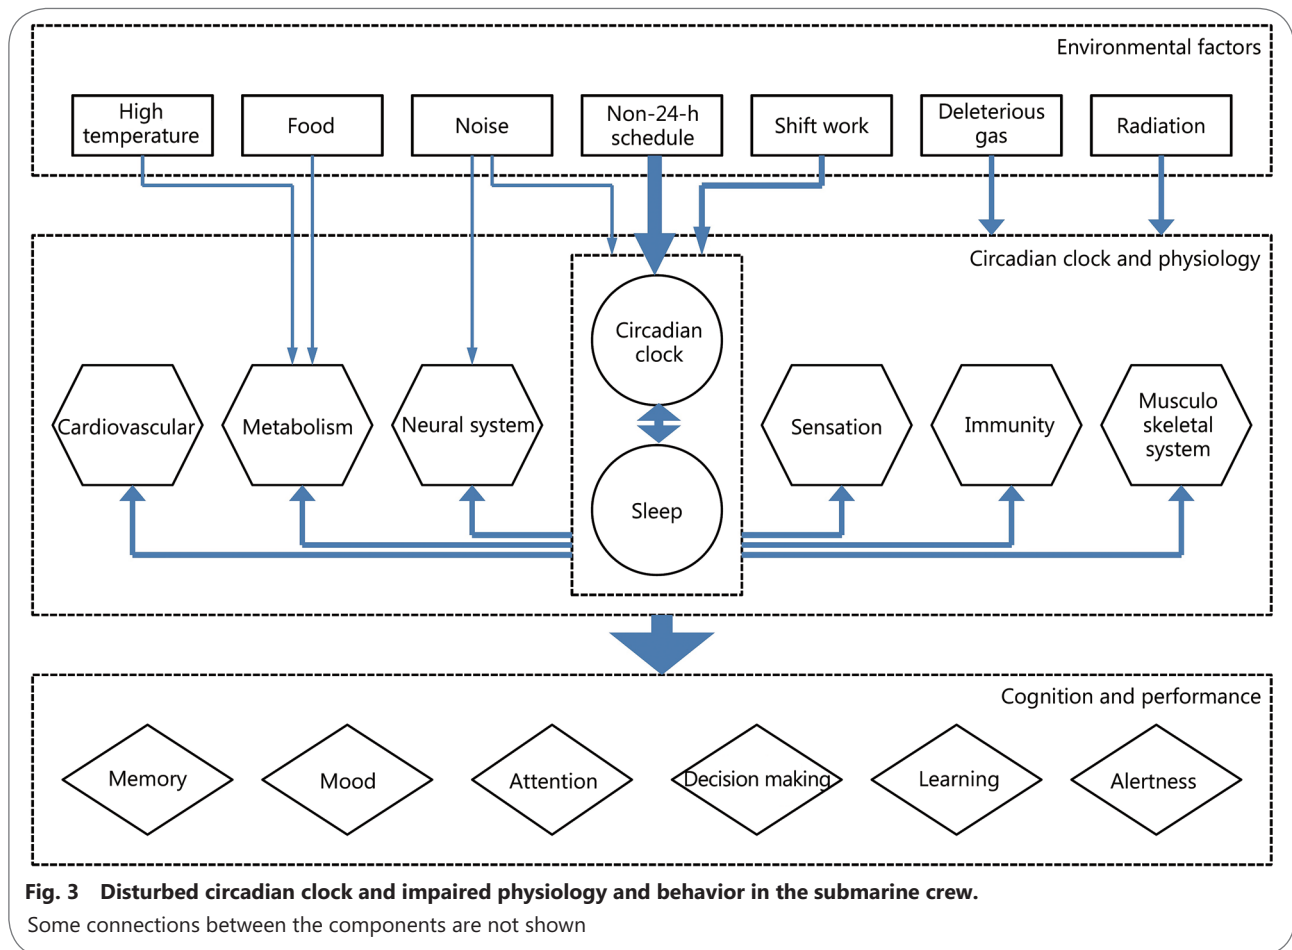 Environmental factors
High
temperature
Food
Noise
Non-24-h
schedule
Shift work
Deleterious
gas
Radiation
Circadian clock and physiology
Circadian
clock
Cardiovascular
Metabolism
Neural system
Sensation
Immunity
Musculo
skeletal
system
Sleep
Cognition and performance
Memory
Mood
Attention
Decision making
Learning
Alertness
Fig. 3 Disturbed circadian clock and impaired physiology and behavior in the submarine crew.
Some connections between the components are not shown